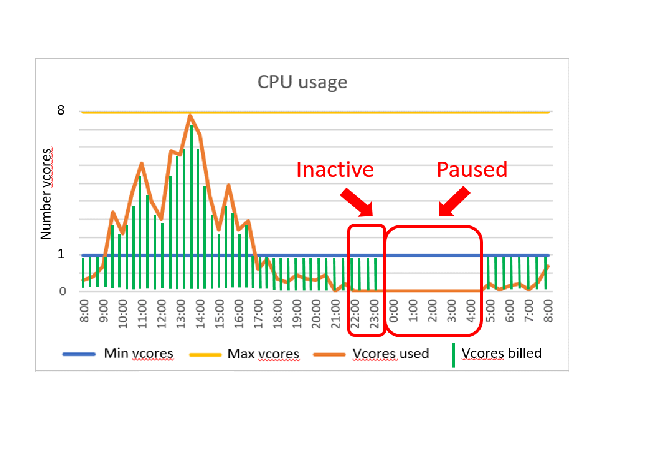 CPU usage
8
Inactive
Paused
Number vcores
1
0
8:00 9:00 10:00 11:00 12:00 13:00 14:00 15:00 16:00 17:00 18:00 19:00 20:00 21:00 22:00 23:00 0:00 1:00 2:00 3:00 4:00 5:00 6:00 7:00 8:00
Min vcores Max vcores Vcores used Vcores billed